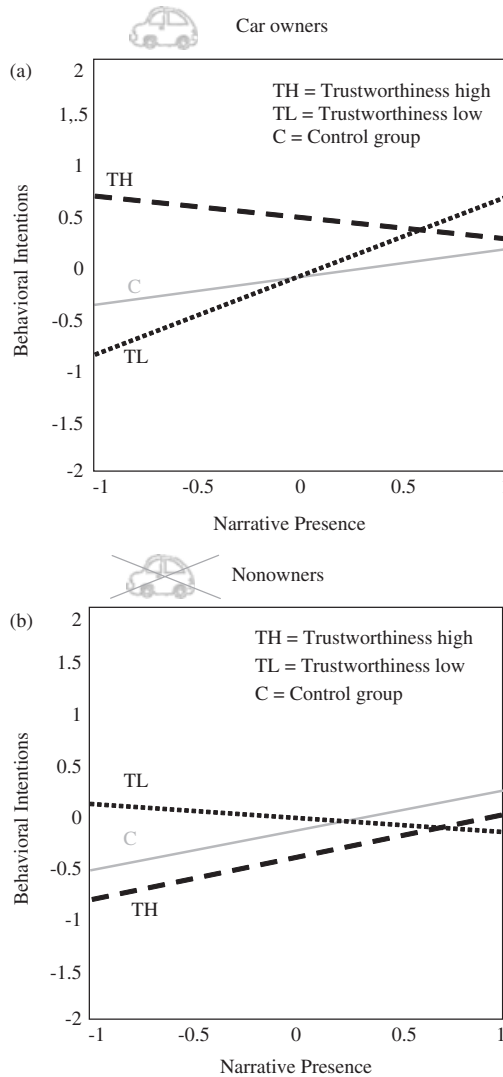 Car owners
(a)
2
TH = Trustworthiness high
TL = Trustworthiness low
C = Control group
1,.5
1
TH
0.5
0
C
-0.5
TL
-1
-1.5
-2
-1 -0.5 0 0.5
Behavioral Intentions
Narrative Presence
Nonowners
(b)
2
TH = Trustworthiness high
1.5
TL = Trustworthiness low
C = Control group
1
0.5
TL
0
C
-0.5
TH
-1
-1.5
-2
-1 -0.5 0 0.5 1
Behavioral Intentions
Narrative Presence